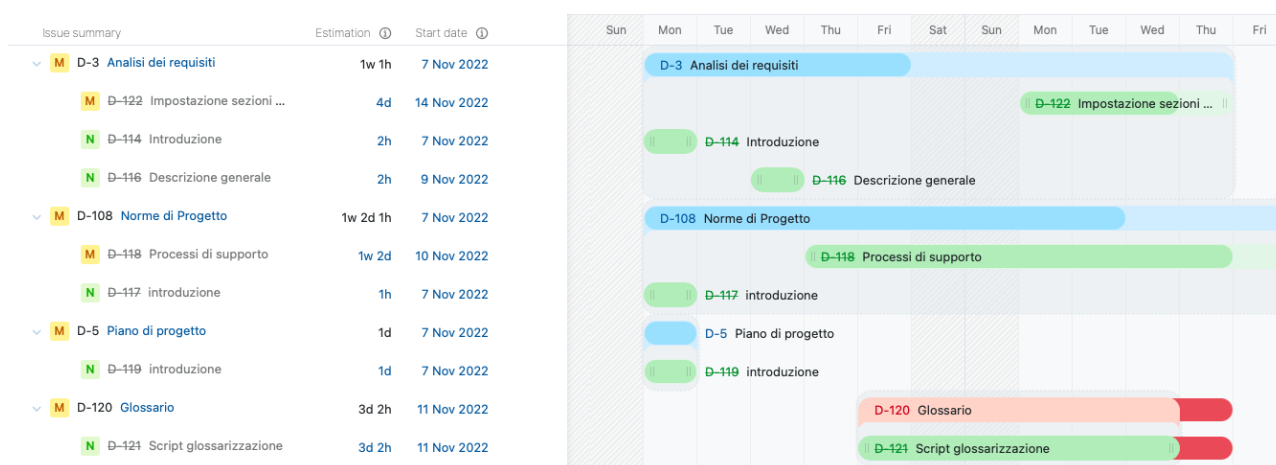 Issue summary Estimation Start date Sun Mon Tue Wed Thu Fri Sat Sun Mon Tue Wed Thu Fri
M D-3 Analisi dei requisiti 1w 1h 7 Nov 2022 D-3 Analisi dei requisiti
M D-122 Impostazione sezioni ... 4d 14 Nov 2022 D-122 Impostazione sezioni ...
N D-114 Introduzione 2h 7 Nov 2022 D-114 Introduzione
N D-116 Descrizione generale 2h 9 Nov 2022 D-116 Descrizione generale
M D-108 Norme di Progetto 1w 2d 1h 7 Nov 2022 D-108 Norme di Progetto
M D-118 Processi di supporto 1w 2d 10 Nov 2022 D-118 Processi di supporto
N D-117 introduzione 1h 7 Nov 2022 D-117 introduzione
M D-5 Piano di progetto 1d 7 Nov 2022 D-5 Piano di progetto
N D-119 introduzione 1d 7 Nov 2022 D-119 introduzione
M D-120 Glossario 3d 2h 11 Nov 2022 D-120 Glossario
N D-121 Script glossarizzazione 3d 2h 11 Nov 2022 D-121 Script glossarizzazione